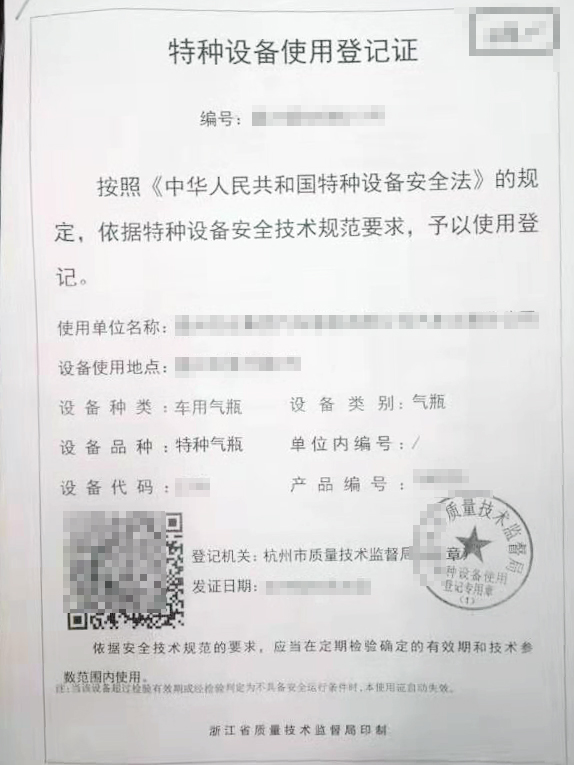 特种设备使用登记证
编号：
按照《中华人民共和国特种设备安全法》的规
定，依据特种设备安全技术规范要求，予以使用登
记。
使用单位名称：
设备使用地点：
设备种类：车用气瓶 设备类别：气瓶
设备品种：特种气瓶 单位内编号：/
设备代码： 产品编号：
登记机关：杭州市质量技术监督局 章）
发证日期：
质量技术监督局
种设备使用
登记专用章
（1）
依据安全技术规范的要求，应当在定期检验确定的有效期和技术参
数范围内使用。
注：当该设备超过检验有效期或经检验判定为不具备安全运行条件时，本使用证自动失效。
浙江省质量技术监督局印制